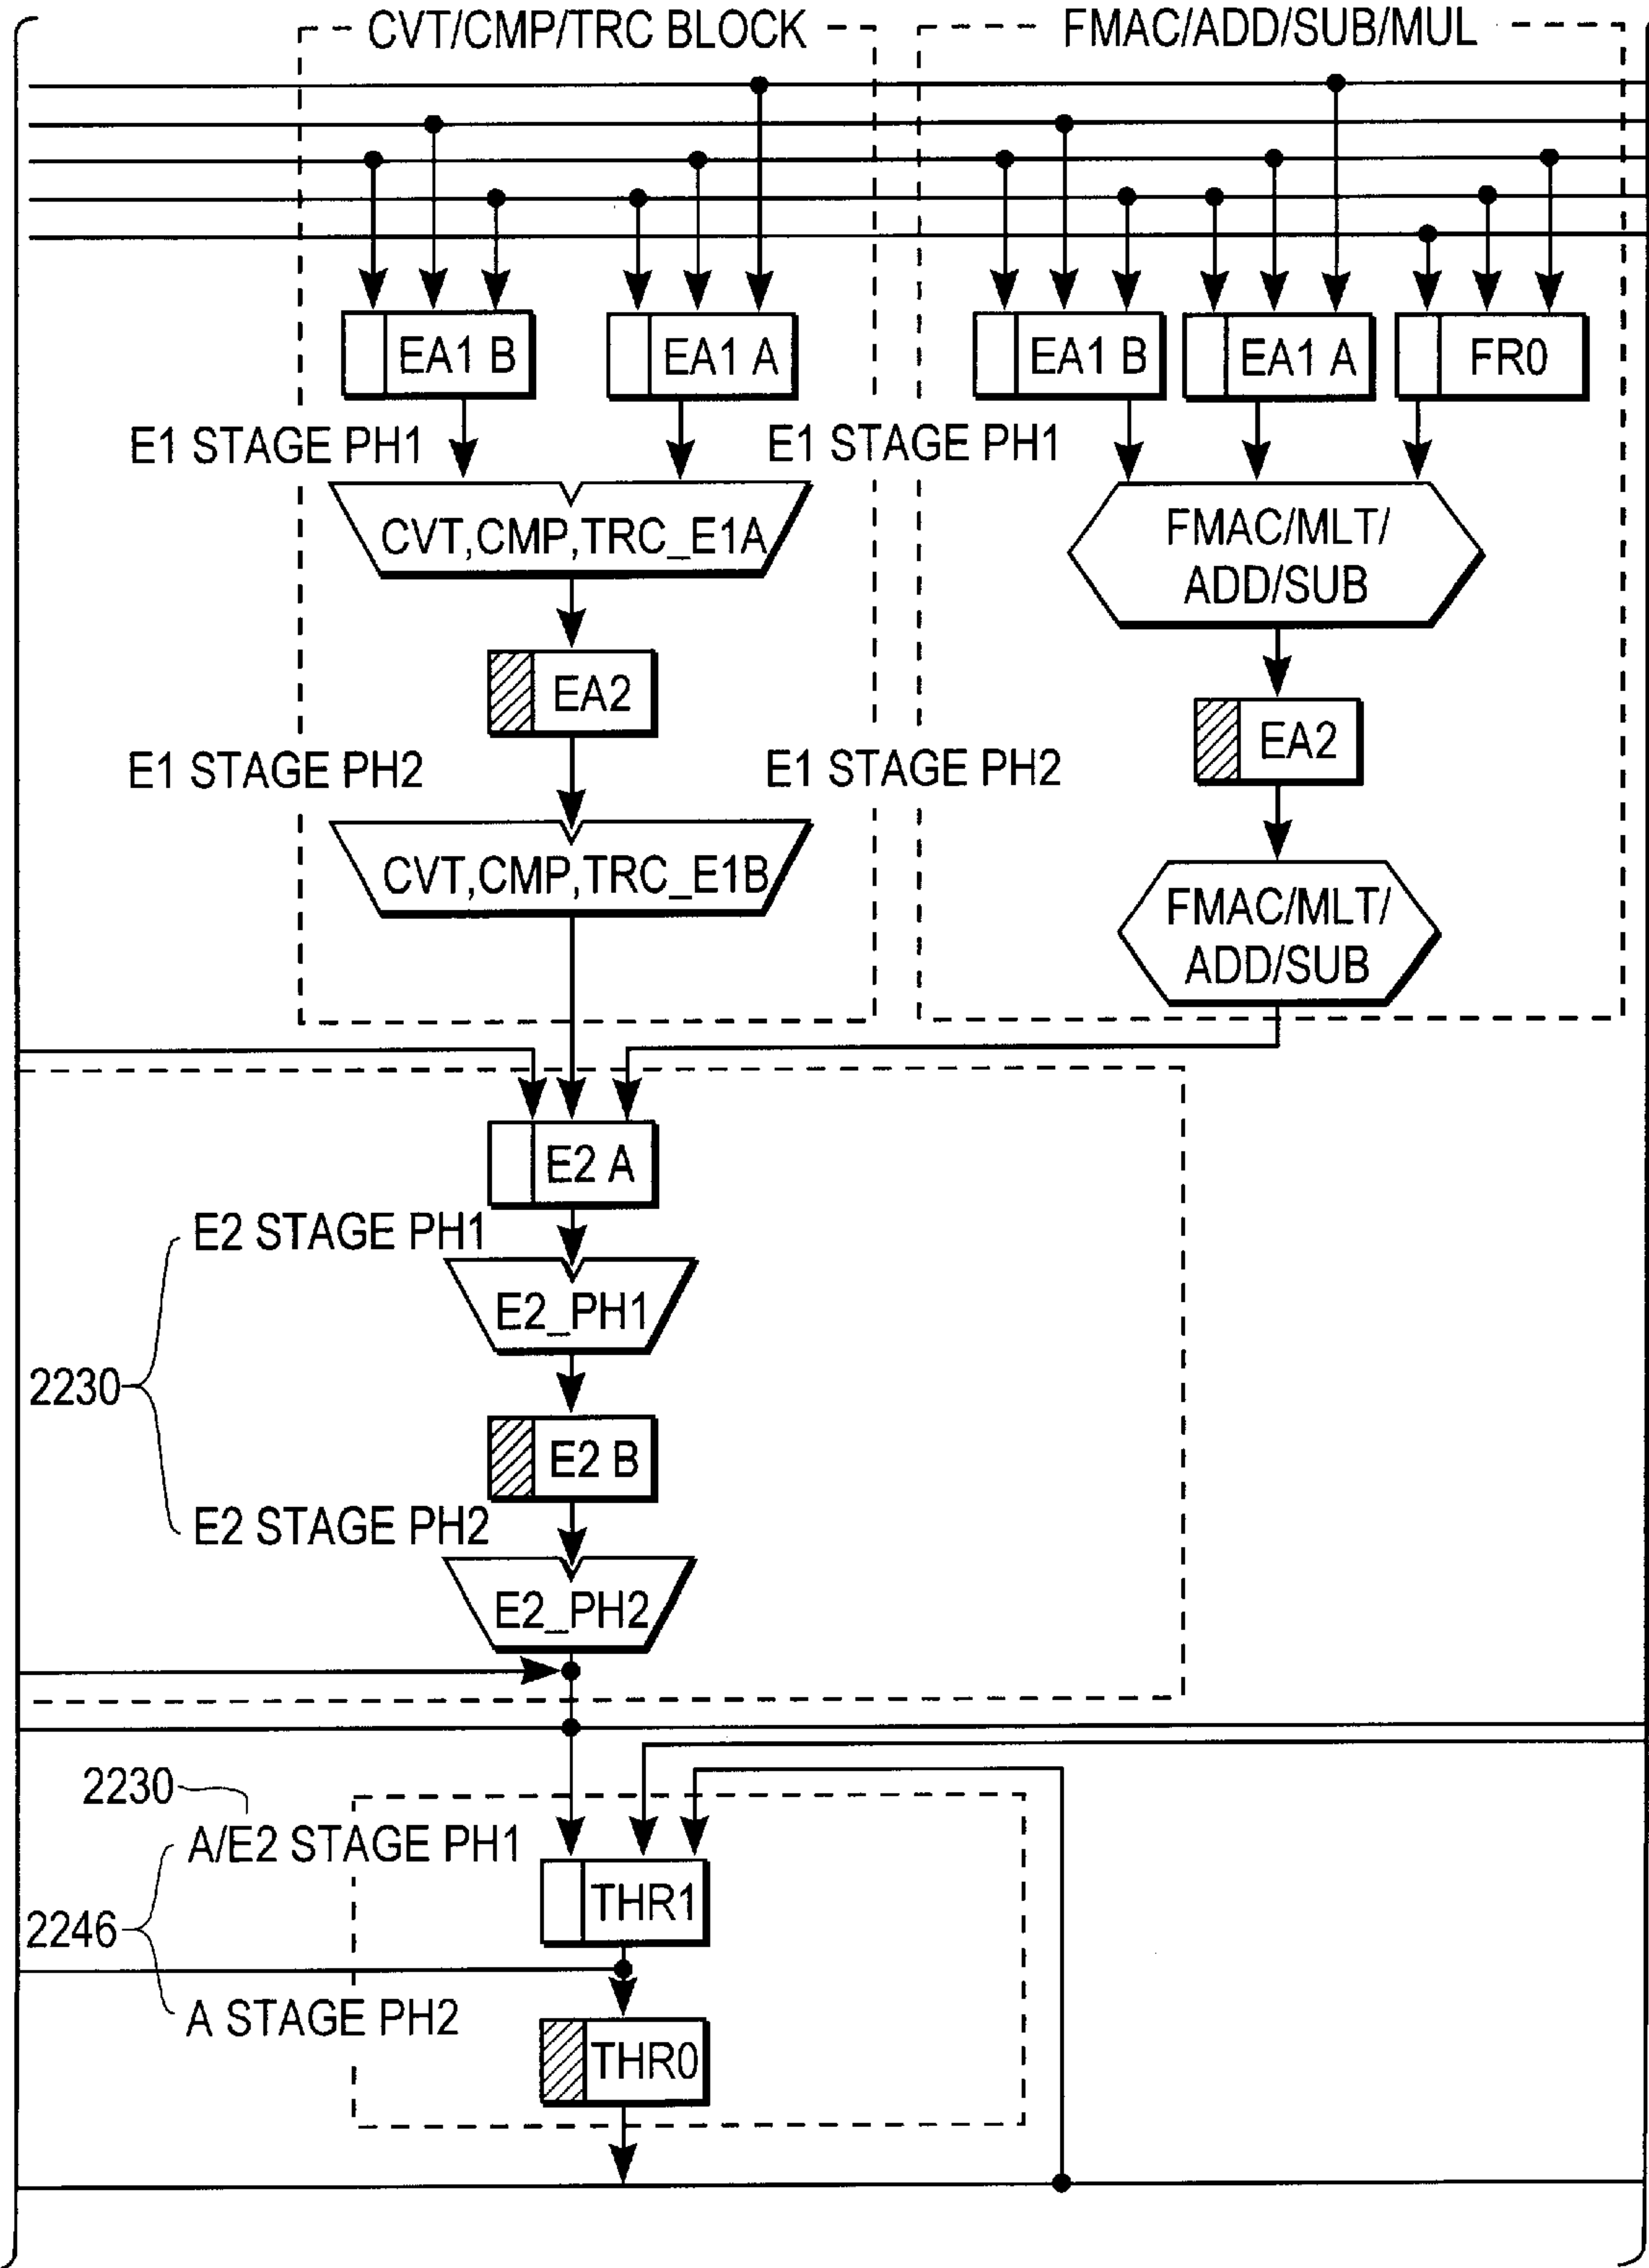 CVT/CMP/TRC BLOCK
FMAC/ADD/SUB/MUL
EA1 B
EA1 A
EA1 B
EA1 A
FR0
E1 STAGE PH1
E1 STAGE PH1
CVT,CMP,TRC_E1A
FMAC/MLT/
ADD/SUB
EA2
EA2
E1 STAGE PH2
E1 STAGE PH2
CVT,CMP,TRC_E1B
FMAC/MLT/
ADD/SUB
E2 A
E2 STAGE PH1
E2_PH1
2230
E2 B
E2 STAGE PH2
E2_PH2
2230
A/E2 STAGE PH1
THR1
2246
A STAGE PH2
THR0